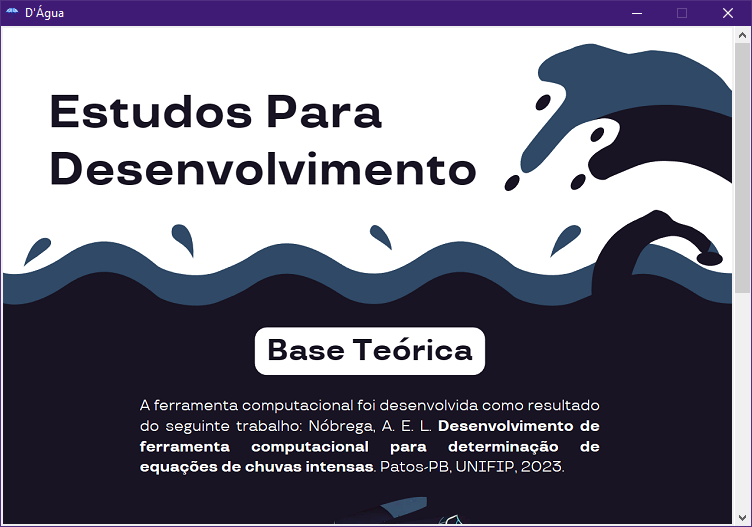 D'Água
Estudos Para
Desenvolvimento
Base Teórica
A ferramenta computacional foi desenvolvida como resultado
do seguinte trabalho: Nóbrega, A. E. L. Desenvolvimento de
ferramenta computacional para determinação de
equações de chuvas intensas. Patos-PB, UNIFIP, 2023.